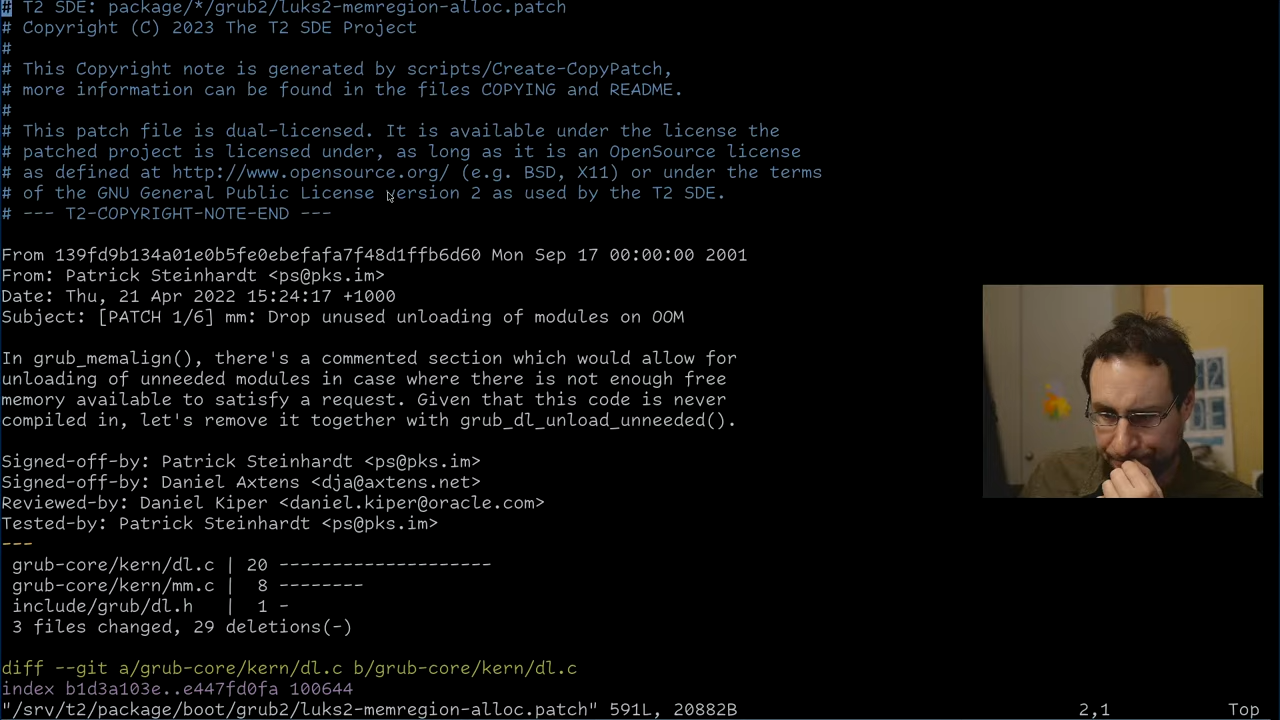 # T2 SDE: package/*/grub2/luks2-memregion-alloc.patch
# Copyright (C) 2023 The T2 SDE Project
#
# This Copyright note is generated by scripts/Create-CopyPatch,
# more information can be found in the files COPYING and README.
#
# This patch file is dual-licensed. It is available under the license the
# patched project is licensed under, as long as it is an OpenSource license
# as defined at http://www.opensource.org/ (e.g. BSD, X11) or under the terms
# of the GNU General Public License version 2 as used by the T2 SDE.
# --- T2-COPYRIGHT-NOTE-END ---
From 139fd9b134a01e0b5fe0ebefafa7f48d1ffb6d60 Mon Sep 17 00:00:00 2001
From: Patrick Steinhardt <ps@pks.im>
Date: Thu, 21 Apr 2022 15:24:17 +1000
Subject: [PATCH 1/6] mm: Drop unused unloading of modules on OOM
In grub_memalign(), there's a commented section which would allow for
unloading of unneeded modules in case where there is not enough free
memory available to satisfy a request. Given that this code is never
compiled in, let's remove it together with grub_dl_unload_unneeded().
Signed-off-by: Patrick Steinhardt <ps@pks.im>
Signed-off-by: Daniel Axtens <dja@axtens.net>
Reviewed-by: Daniel Kiper <daniel.kiper@oracle.com>
Tested-by: Patrick Steinhardt <ps@pks.im>
---
grub-core/kern/dl.c | 20 --------------------
grub-core/kern/mm.c |  8 --------
include/grub/dl.h   |  1 -
3 files changed, 29 deletions(-)
diff --git a/grub-core/kern/dl.c b/grub-core/kern/dl.c
index b1d3a103e..e447fd0fa 100644
"/srv/t2/package/boot/grub2/luks2-memregion-alloc.patch" 591L, 20882B 2,1 Top